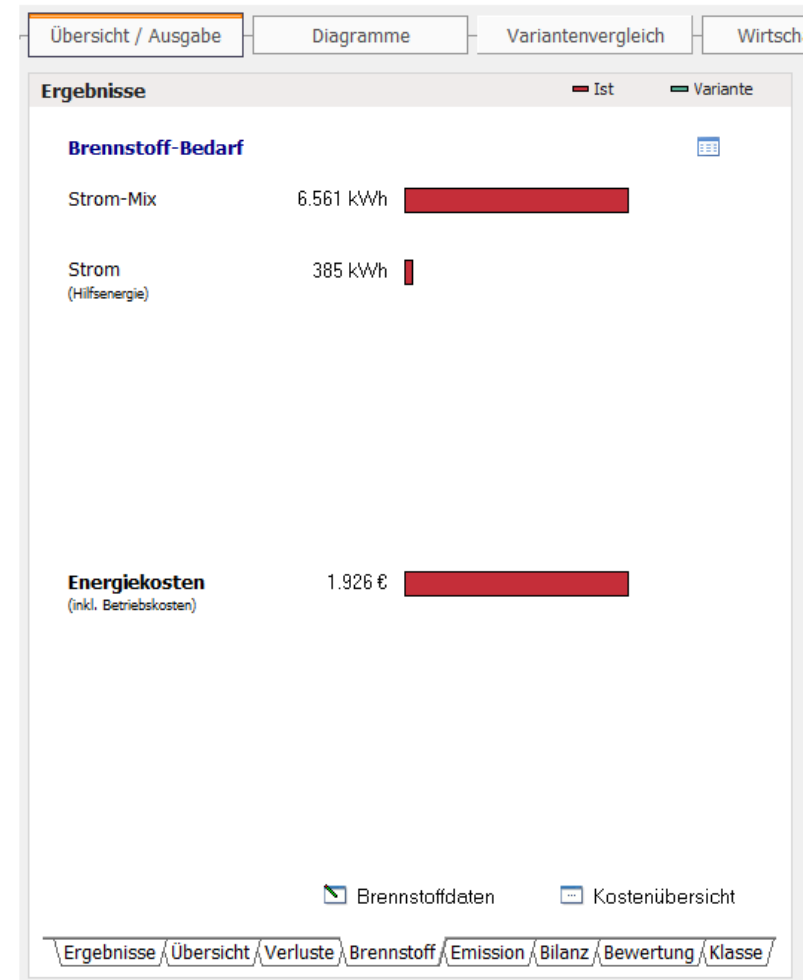 Übersicht / Ausgabe Diagramme Variantenvergleich
Ergebnisse Ist Variante
Brennstoff-Bedarf
Strom-Mix 6.561 kWh
Strom 385 kWh
(Hilfsenergie)
Energiekosten 1.926 €
(inkl. Betriebskosten)
Brennstoffdaten Kostenübersicht
Ergebnisse Übersicht Verluste Brennstoff Emission Bilanz Bewertung Klasse